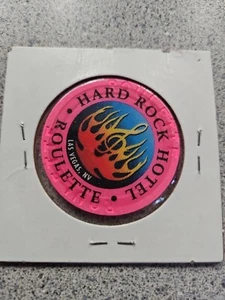 • HARD ROCK HOTEL •
ROULETTE
LAS VEGAS, NV